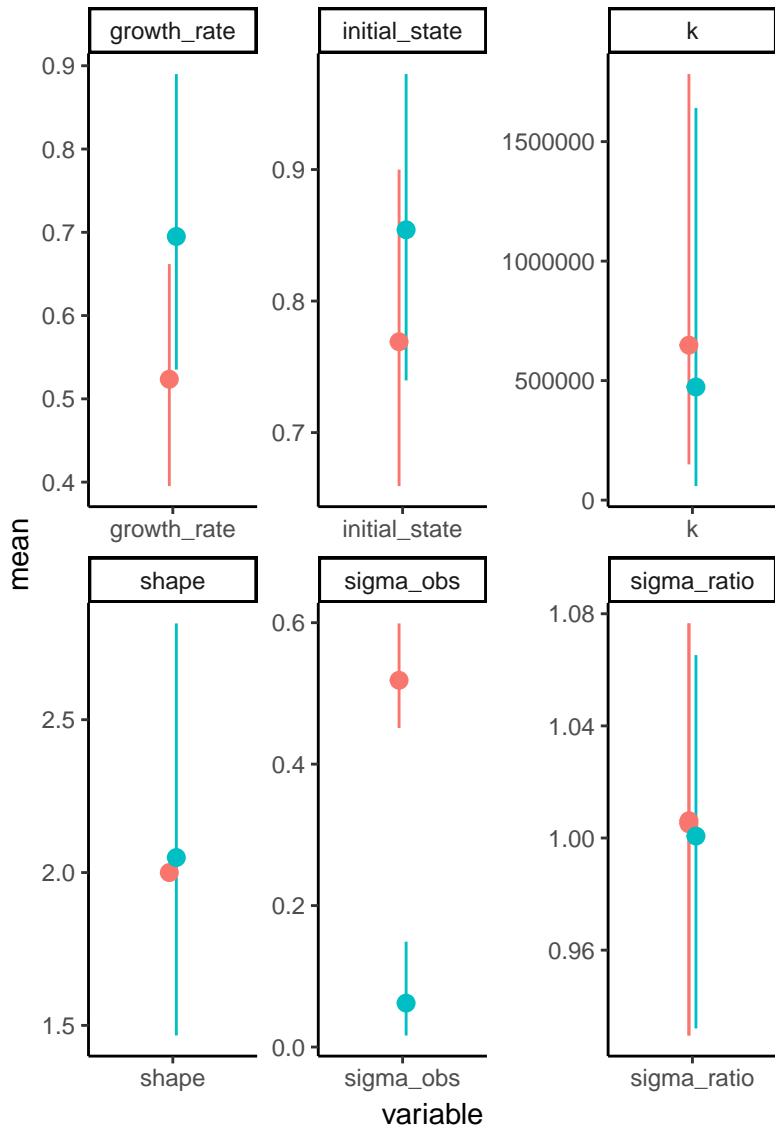 growth_rate
initial_state
k
0.9
0.8
0.7
0.6
0.5
0.4
0.9
0.8
0.7
1500000
1000000
500000
0
growth_rate
initial_state
k
mean
shape
sigma_obs
sigma_ratio
2.5
2.0
1.5
0.6
0.4
0.2
0.0
1.08
1.04
1.00
0.96
shape
sigma_obs
sigma_ratio
variable